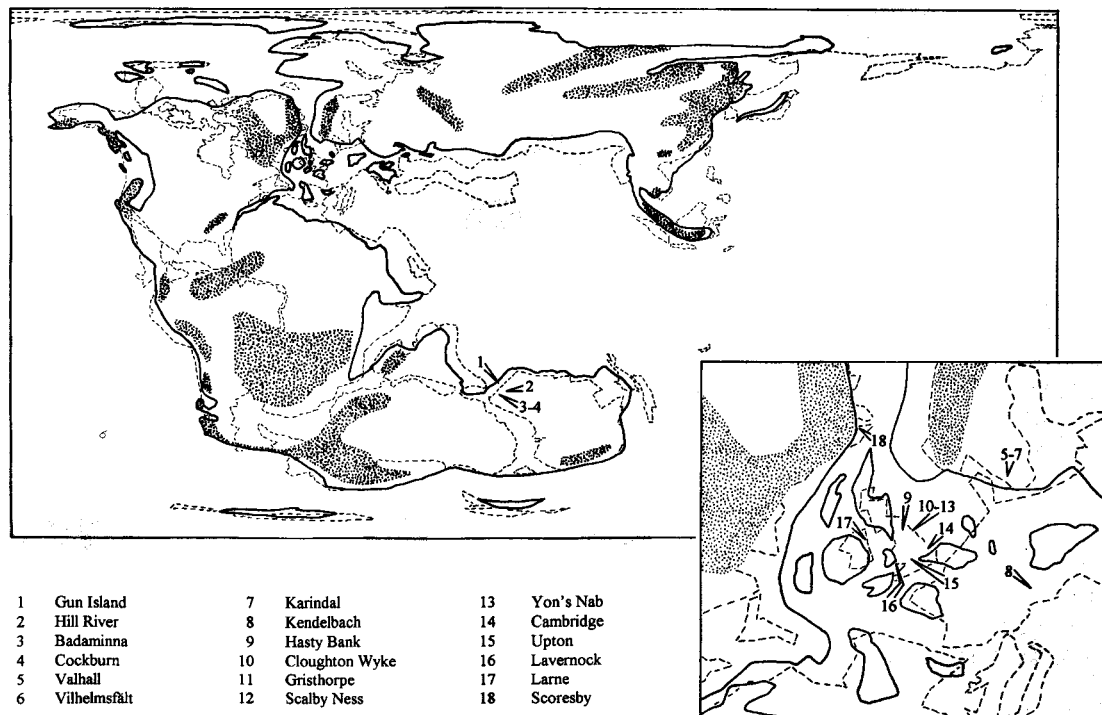 1
2
3-4
18
5-7
9
10-13
17
14
8
15
16
1 Gun Island
2 Hill River
3 Badaminna
4 Cockburn
5 Valhall
6 Vilhelmsfält
7 Karindal
8 Kendelbach
9 Hasty Bank
10 Cloughton Wyke
11 Gristhorpe
12 Scalby Ness
13 Yon's Nab
14 Cambridge
15 Upton
16 Lavernock
17 Larne
18 Scoresby